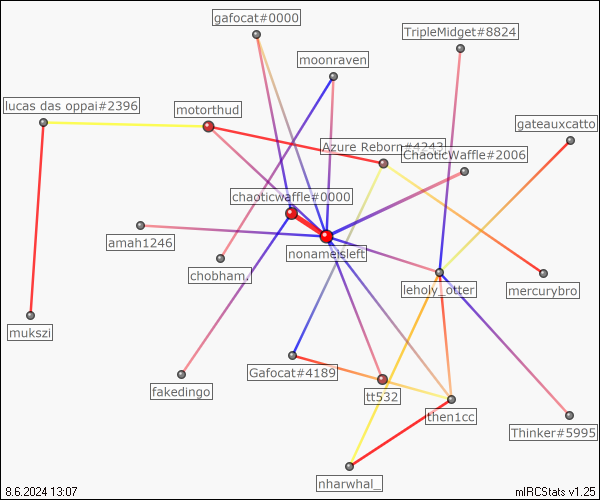 gafocat#0000
TripleMidget#8824
moonraven
lucas das oppai#2396
motorthud
gateauxcatto
Azure Reborn#4243
ChaoticWaffle#2006
chaoticwaffle#0000
amah1246
nonameisleft
chobham.
leholy_otter
mercurybro
mukszi
Gafocat#4189
fakedingo
tt532
then1cc
Thinker#5995
nharwhal_
8.6.2024 13:07
mIRCStats v1.25